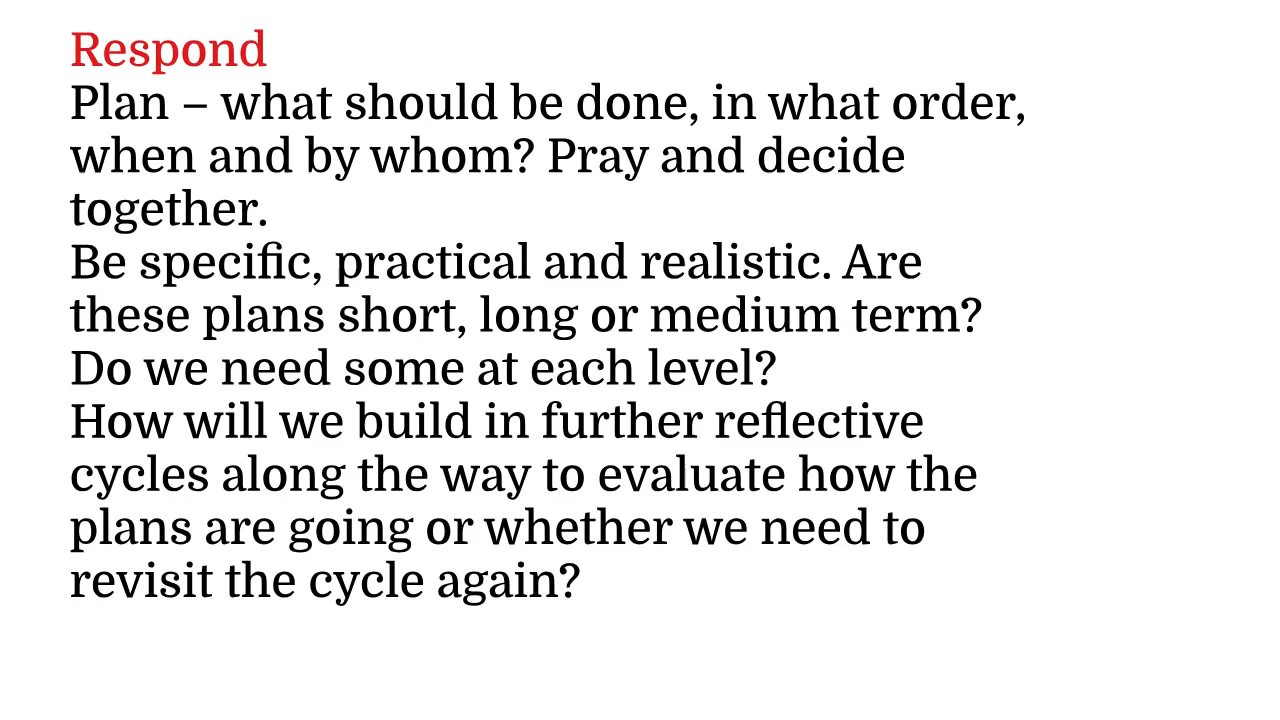 Respond
Plan – what should be done, in what order,
when and by whom? Pray and decide
together.
Be specific, practical and realistic. Are
these plans short, long or medium term?
Do we need some at each level?
How will we build in further reflective
cycles along the way to evaluate how the
plans are going or whether we need to
revisit the cycle again?